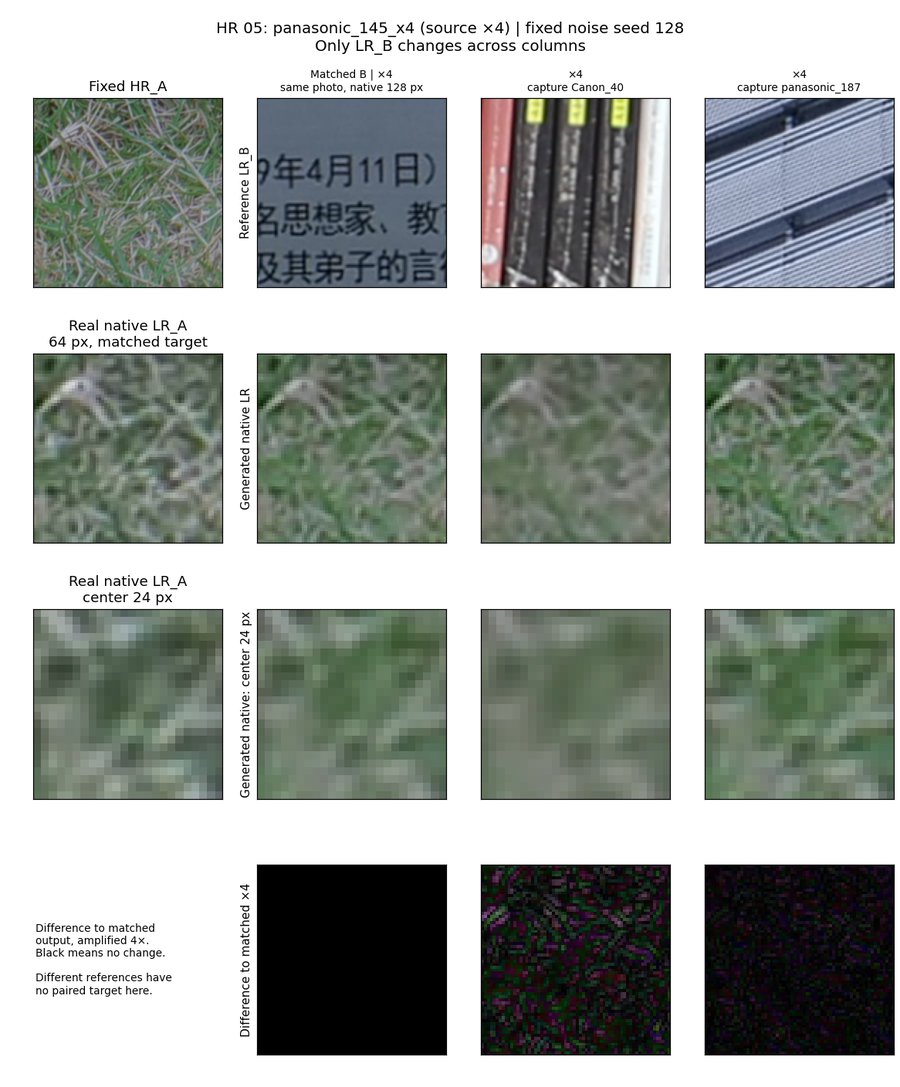 HR 05: panasonic_145_x4 (source ×4) | fixed noise seed 128
Only LR_B changes across columns
Fixed HR_A
Matched B | ×4
same photo, native 128 px
×4
capture Canon_40
×4
capture panasonic_187
Reference LR_B
9年4月11日）
名思想家、教
及其弟子的言
Real native LR_A
64 px, matched target
Generated native LR
Real native LR_A
center 24 px
Generated native: center 24 px
Difference to matched
output, amplified 4×.
Black means no change.
Different references have
no paired target here.
Difference to matched ×4